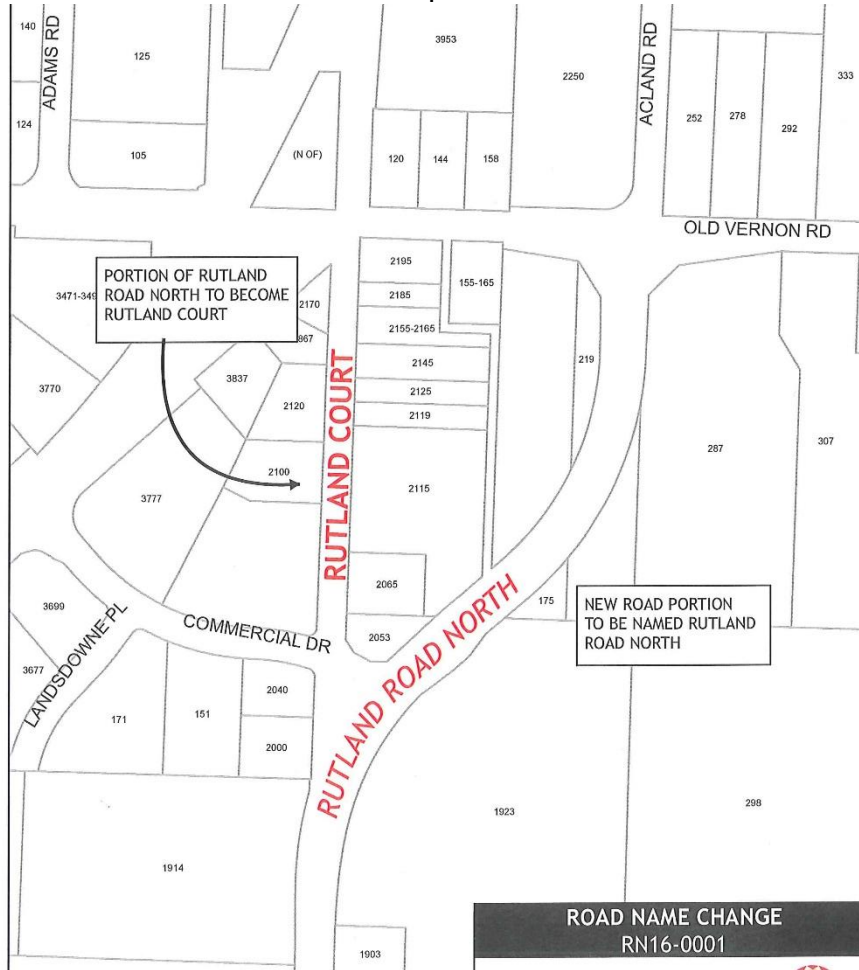 140
ADAMS RD
125
3953
2250
ACLAND RD
333
124
105
(N OF)
120
144
158
252
278
292
OLD VERNON RD
3471-349
PORTION OF RUTLAND
ROAD NORTH TO BECOME
RUTLAND COURT
2170
867
2195
2185
2155-2165
155-165
2145
2125
2119
219
3770
3837
2120
RUTLAND COURT
2100
3777
2115
287
307
2065
2053
175
NEW ROAD PORTION
TO BE NAMED RUTLAND
ROAD NORTH
3699
3677
LANDSDOWNE PL
COMMERCIAL DR
RUTLAND ROAD NORTH
171
151
2040
2000
1914
1923
298
1903
ROAD NAME CHANGE
RN16-0001